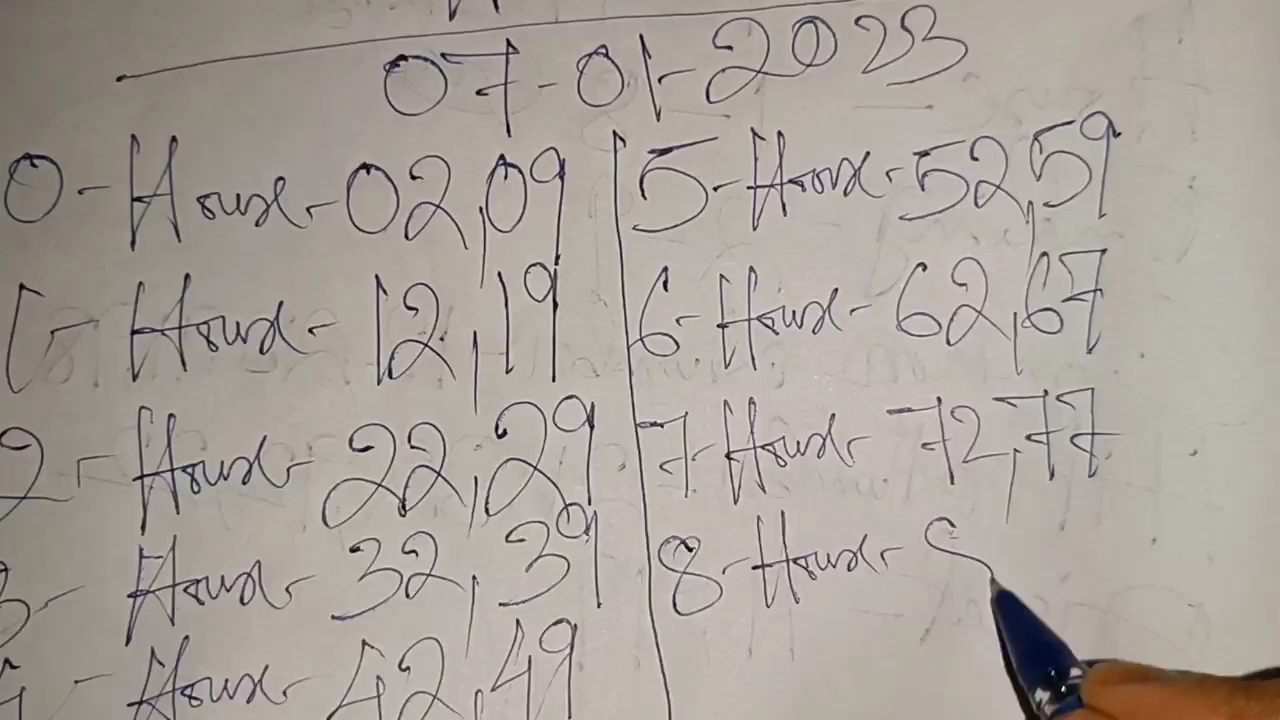 07-01-2023
0-House-02,09
1-House-12,19
2-House-22,29
3-House-32,39
4-House-42,49
5-House-52,59
6-House-62,67
7-House-72,77
8-House-